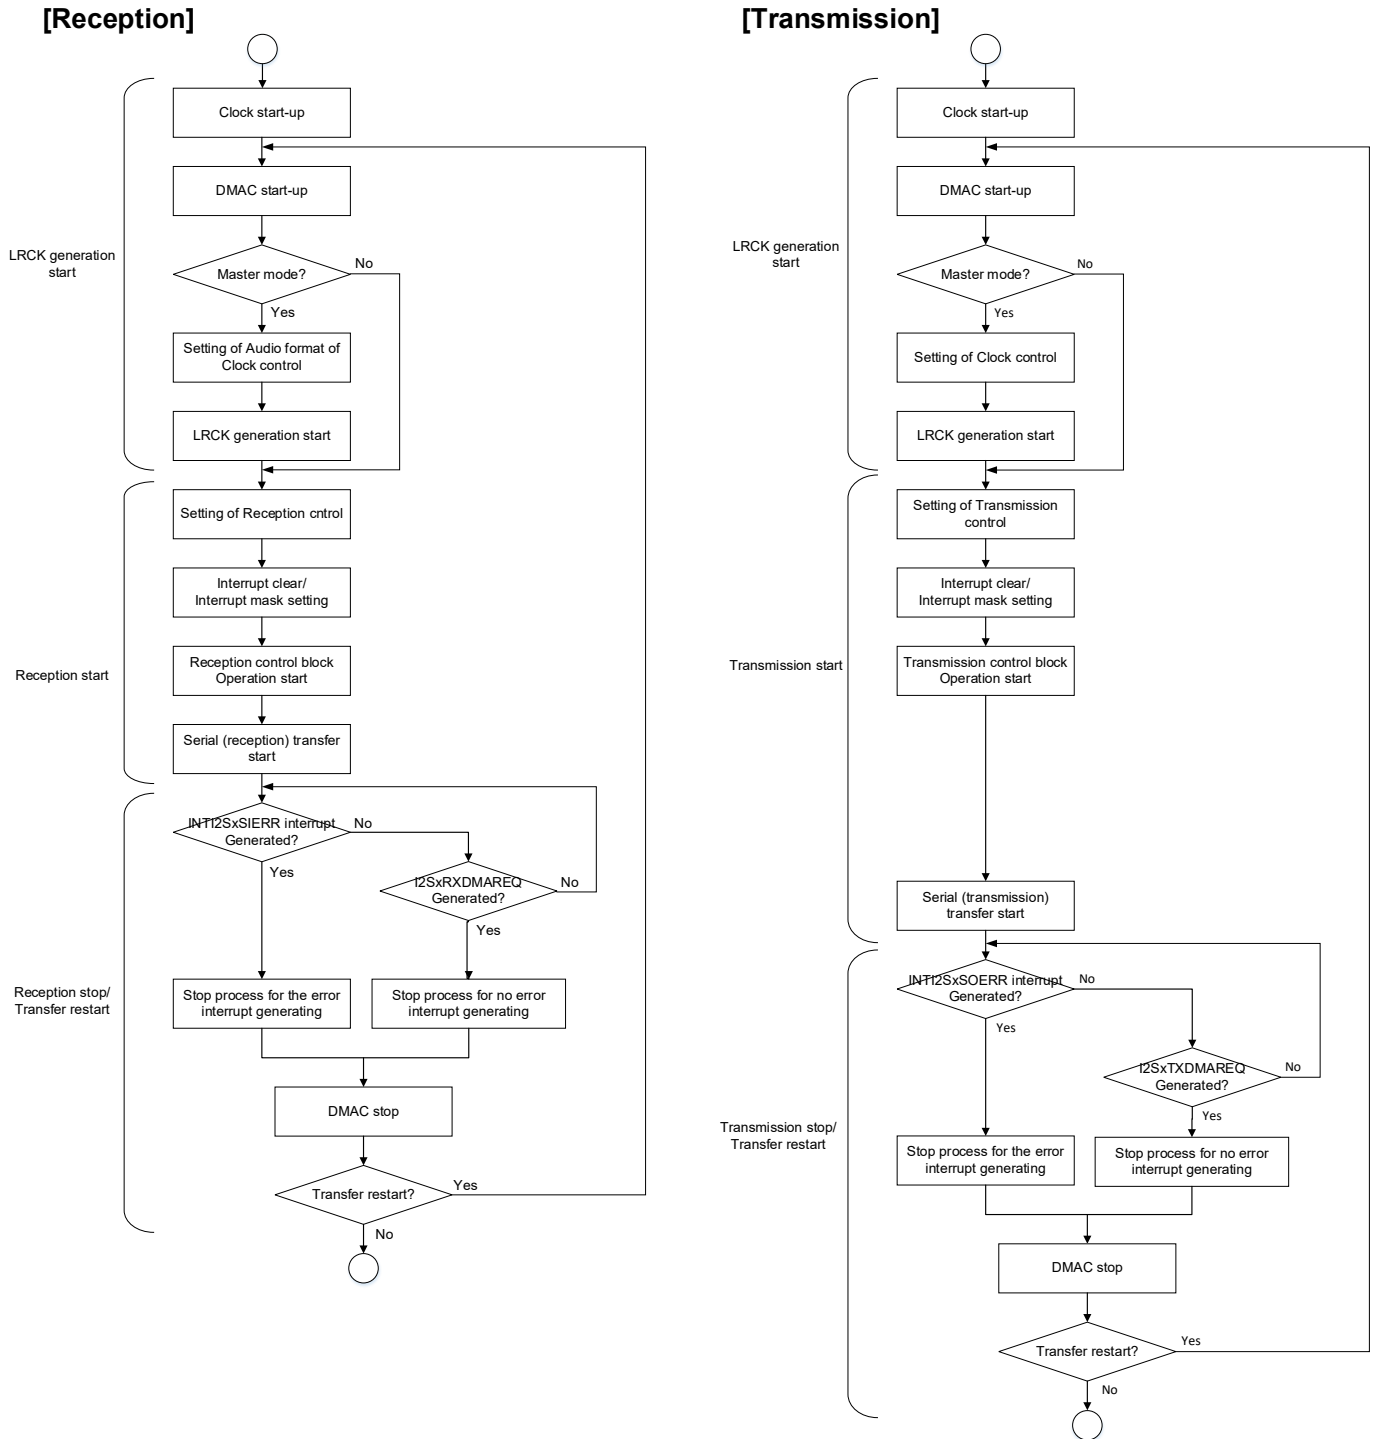 [Reception]
Clock start-up
DMAC start-up
LRCK generation
start
Master mode?
No
Yes
Setting of Audio format of
Clock control
LRCK generation start
Setting of Reception cntrol
Interrupt clear/
Interrupt mask setting
Reception start
Reception control block
Operation start
Serial (reception) transfer
start
INTI2SxSIERR interrupt
Generated?
No
Yes
I2SxRXDMAREQ
Generated?
No
Yes
Reception stop/
Transfer restart
Stop process for the error
interrupt generating
Stop process for no error
interrupt generating
DMAC stop
Transfer restart?
Yes
No
[Transmission]
Clock start-up
DMAC start-up
LRCK generation
start
Master mode?
No
Yes
Setting of Clock control
LRCK generation start
Setting of Transmission
control
Interrupt clear/
Interrupt mask setting
Transmission start
Transmission control block
Operation start
Serial (transmission)
transfer start
INTI2SxSOERR interrupt
Generated?
No
Yes
I2SxTXDMAREQ
Generated?
No
Yes
Transmission stop/
Transfer restart
Stop process for the error
interrupt generating
Stop process for no error
interrupt generating
DMAC stop
Transfer restart?
Yes
No